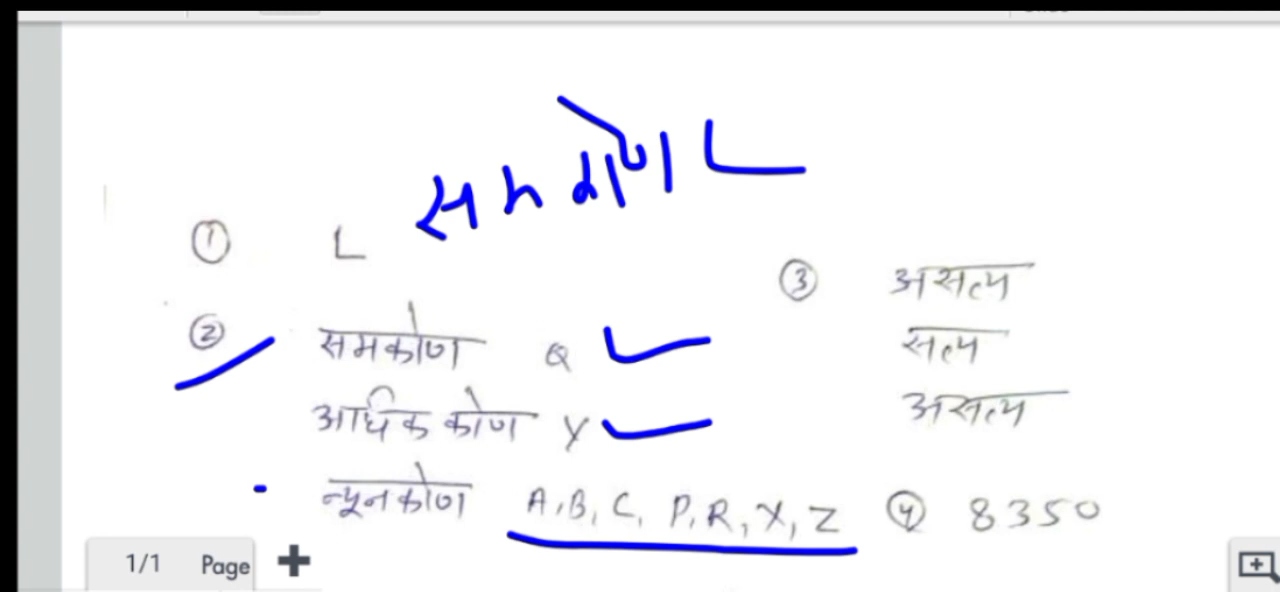 समकोण L
① L
② समकोण Q
अधिक कोण Y
न्यूनकोण A, B, C, P, R, X, Z
③ असत्य
सत्य
असत्य
④ 8350
1/1 Page +